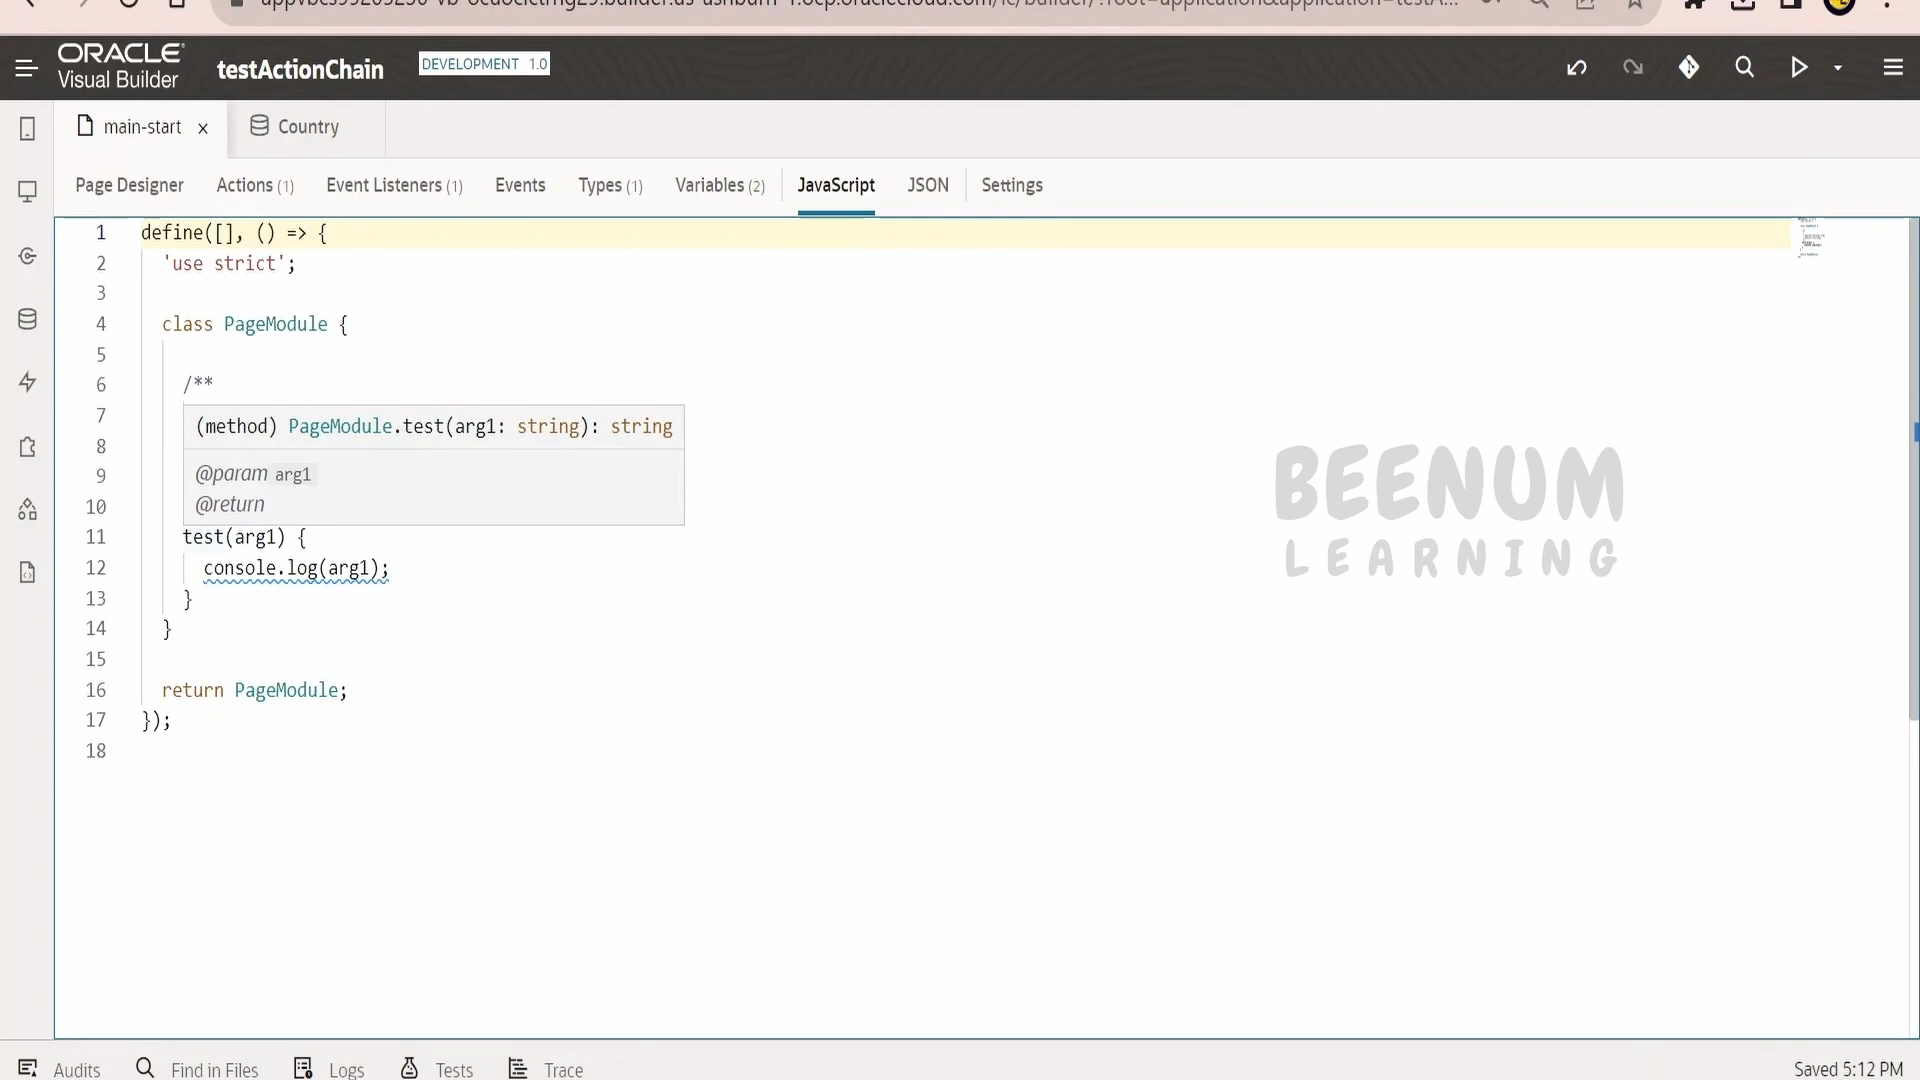 ORACLE
Visual Builder
testActionChain
DEVELOPMENT 1.0
main-start x
Country
Page Designer
Actions (1)
Event Listeners (1)
Events
Types (1)
Variables (2)
JavaScript
JSON
Settings
1 define([], () => {
2 'use strict';
3
4 class PageModule {
5
6 /**
7
(method) PageModule.test(arg1: string): string
8
9
@param arg1
10
@return
11 test(arg1) {
12 console.log(arg1);
13 }
14 }
15
16 return PageModule;
17 });
18
BEENUM
LEARNING
Audits
Find in Files
Logs
Tests
Trace
Saved 5:12 PM